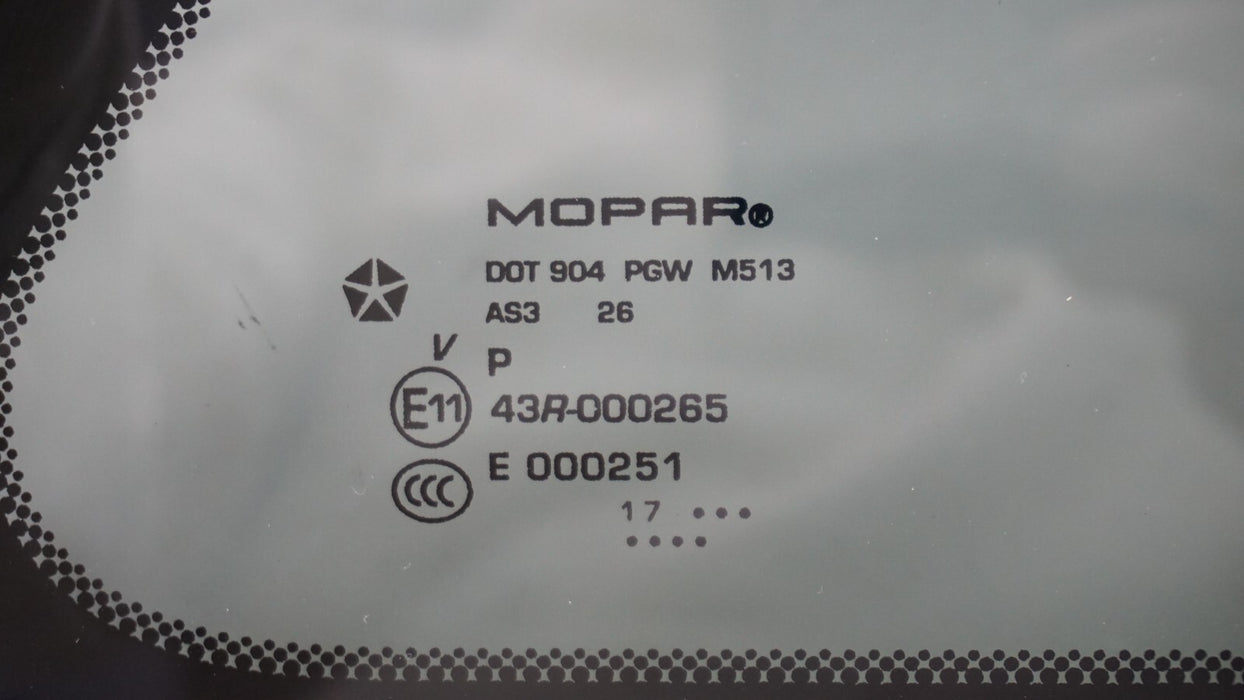 MOPAR®
DOT 904 PGW M513
AS3 26
V P
E11 43R-000265
CCC E 000251
17